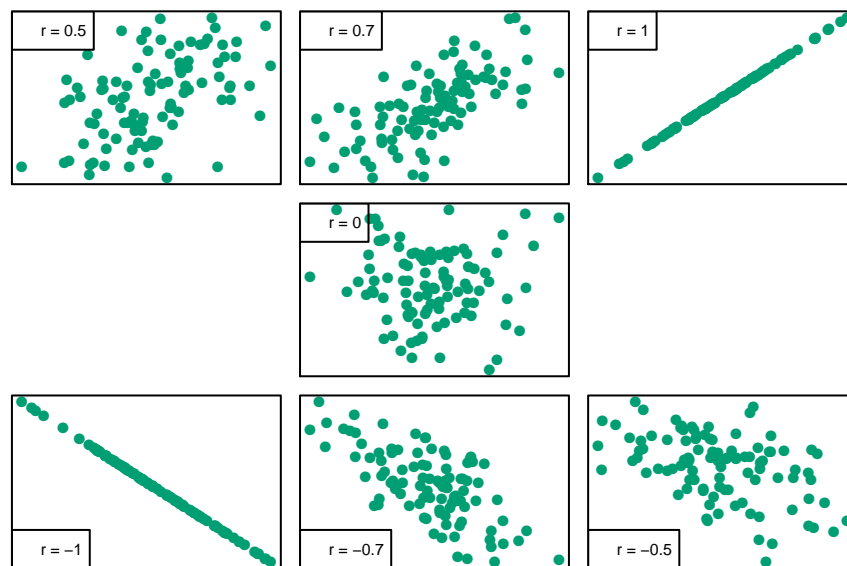 r = 0.5
r = 0.7
r = 1
r = 0
r = −1
r = −0.7
r = −0.5